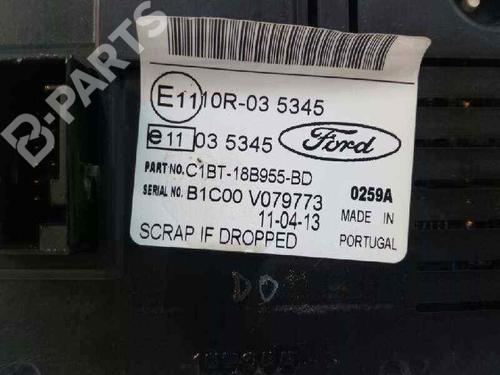 B-PARTS
E11 10R-03 5345
e11 03 5345
Ford
PART NO. C1BT-18B955-BD
SERIAL NO. B1C00 V079773
0259A
11-04-13
MADE IN
PORTUGAL
SCRAP IF DROPPED